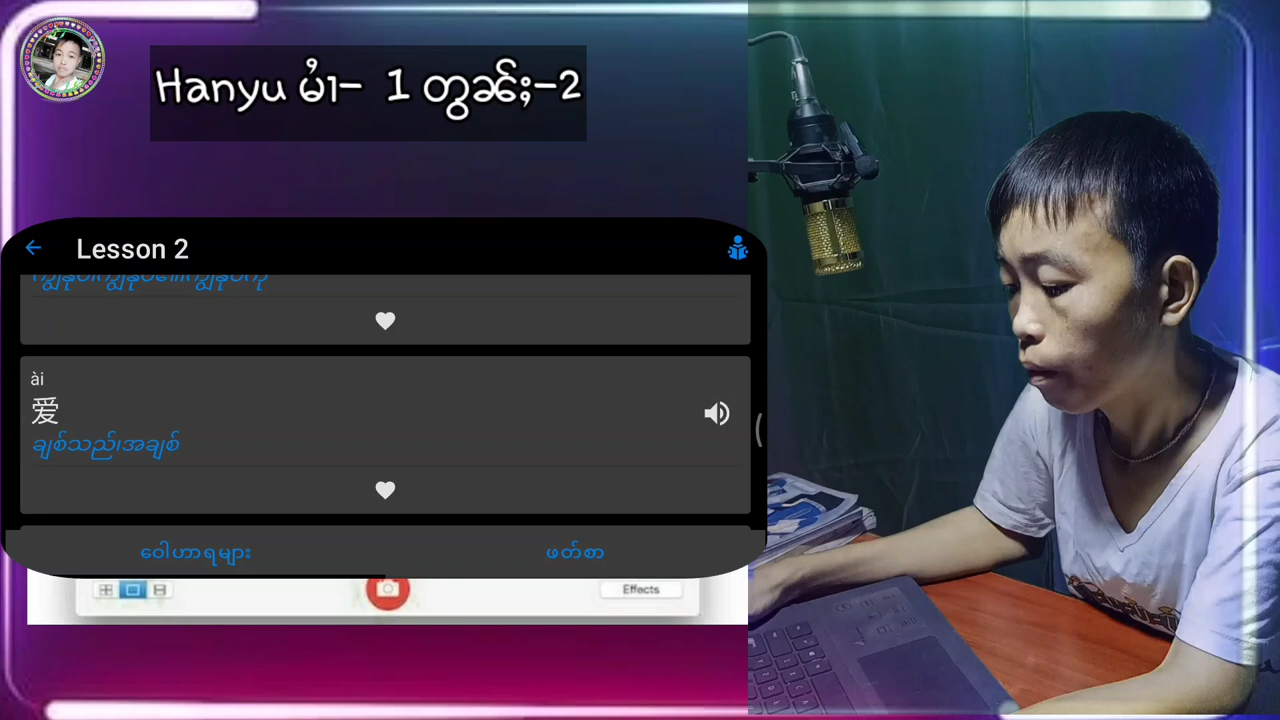 Hanyu မၢႆ- 1 တွၼ်ႈ-2
Lesson 2
ài
爱
ချစ်သည်၊အချစ်
ဝေါဟာရများ
ဖတ်စာ
Effects